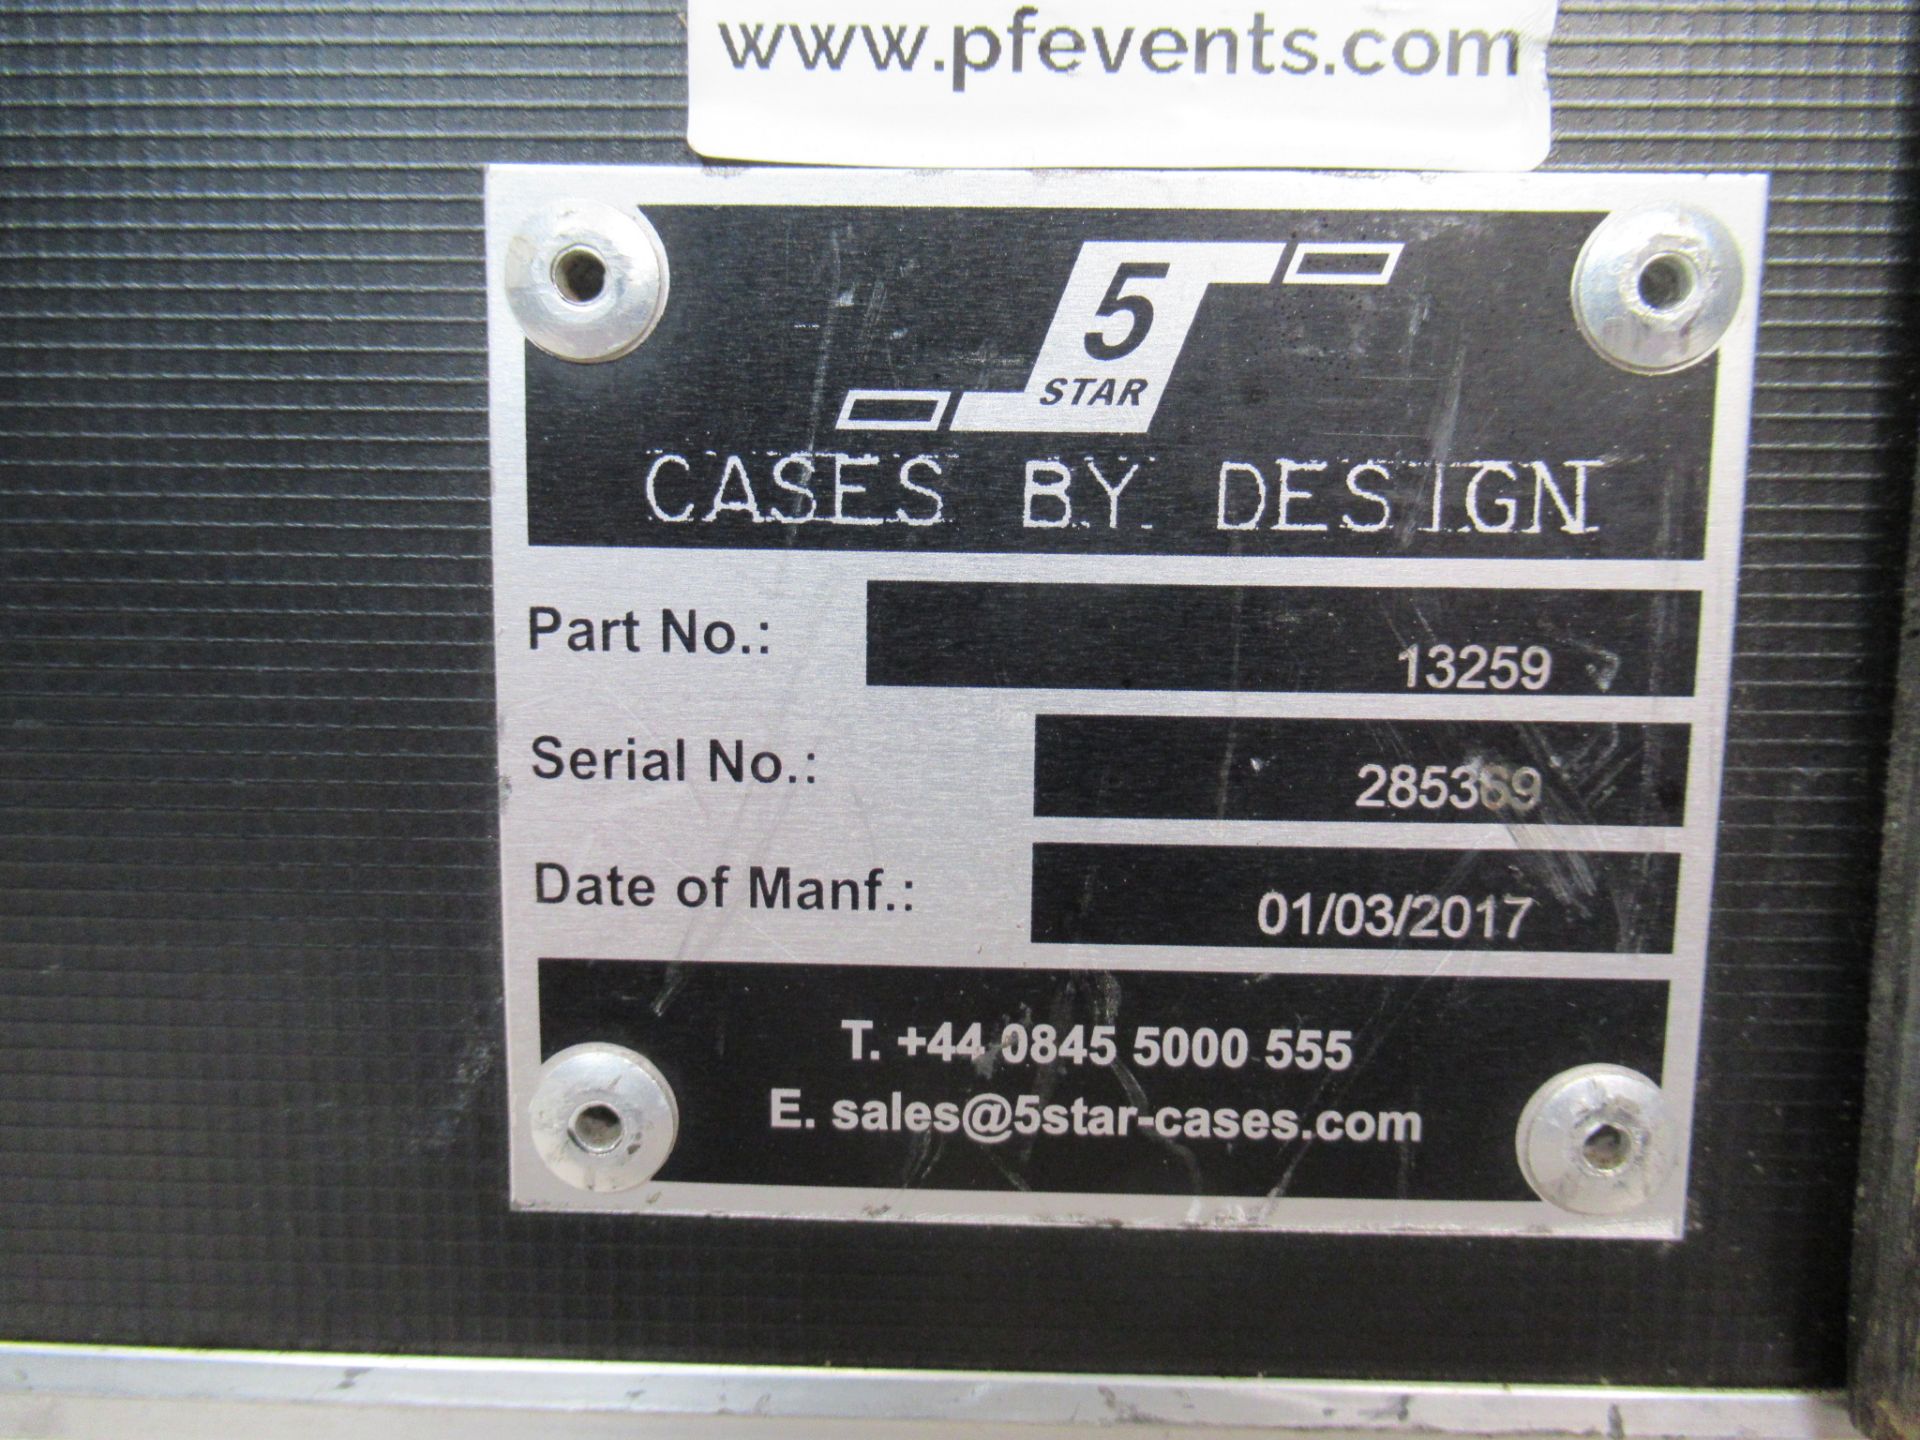 www.pfevents.com
5
STAR
CASES BY DESIGN
Part No.: 13259
Serial No.: 285369
Date of Manf.: 01/03/2017
T. +44 0845 5000 555
E. sales@5star-cases.com